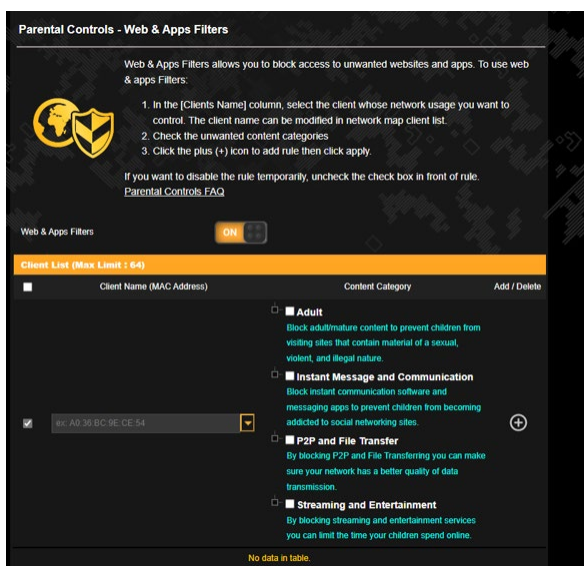 Parental Controls - Web & Apps Filters
Web & Apps Filters allows you to block access to unwanted websites and apps. To use web
& apps Filters:
1. In the [Clients Name] column, select the client whose network usage you want to
control. The client name can be modified in network map client list.
2. Check the unwanted content categories
3. Click the plus (+) icon to add rule then click apply.
If you want to disable the rule temporarily, uncheck the check box in front of rule.
Parental Controls FAQ
Web & Apps Filters
ON
Client List (Max Limit : 64)
Client Name (MAC Address) Content Category Add / Delete
Adult
Block adult/mature content to prevent children from
visiting sites that contain material of a sexual,
violent, and illegal nature.
Instant Message and Communication
Block instant communication software and
messaging apps to prevent children from becoming
addicted to social networking sites.
ex: A0:36:BC:9E:CE:54
P2P and File Transfer
By blocking P2P and File Transferring you can make
sure your network has a better quality of data
transmission.
Streaming and Entertainment
By blocking streaming and entertainment services
you can limit the time your children spend online.
No data in table.